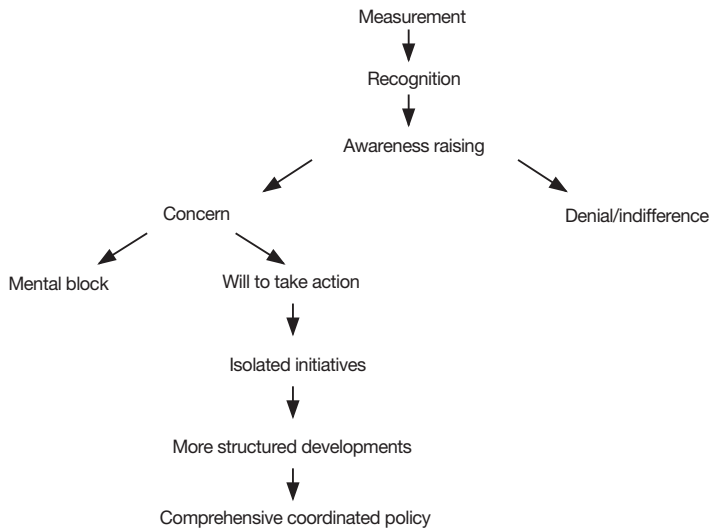 Measurement
Recognition
Awareness raising
Concern
Denial/indifference
Mental block
Will to take action
Isolated initiatives
More structured developments
Comprehensive coordinated policy